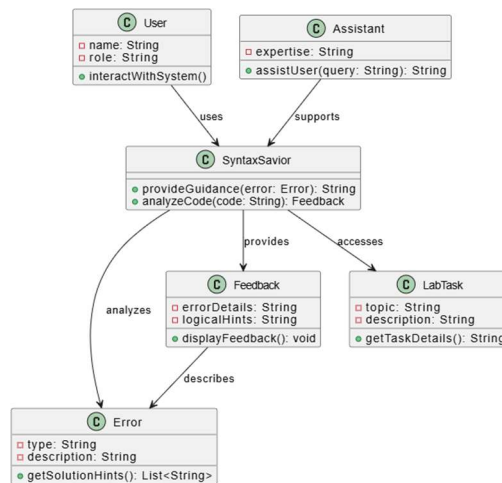 C User
name: String
role: String
interactWithSystem()
C Assistant
expertise: String
assistUser(query: String): String
uses
supports
C SyntaxSavior
provideGuidance(error: Error): String
analyzeCode(code: String): Feedback
analyzes
provides
accesses
C Feedback
errorDetails: String
logicalHints: String
displayFeedback(): void
C LabTask
topic: String
description: String
getTaskDetails(): String
describes
C Error
type: String
description: String
getSolutionHints(): List<String>